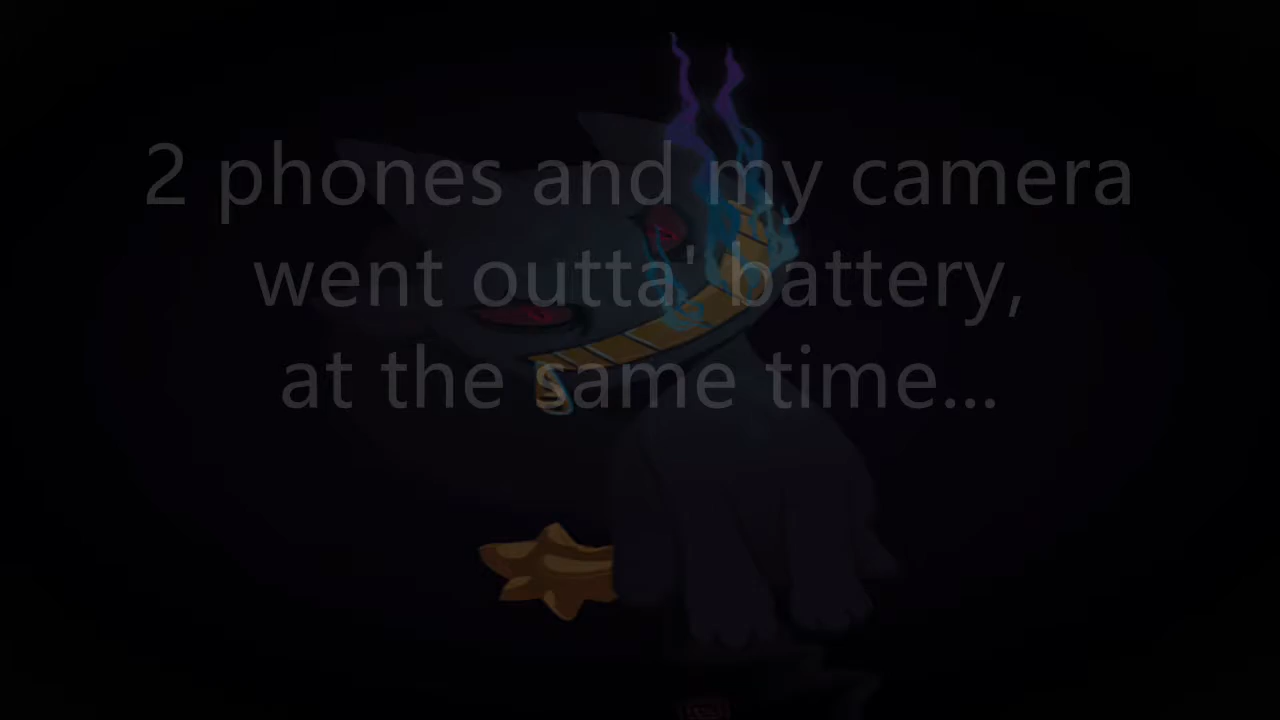 2 phones and my camera
went outta' battery,
at the same time...